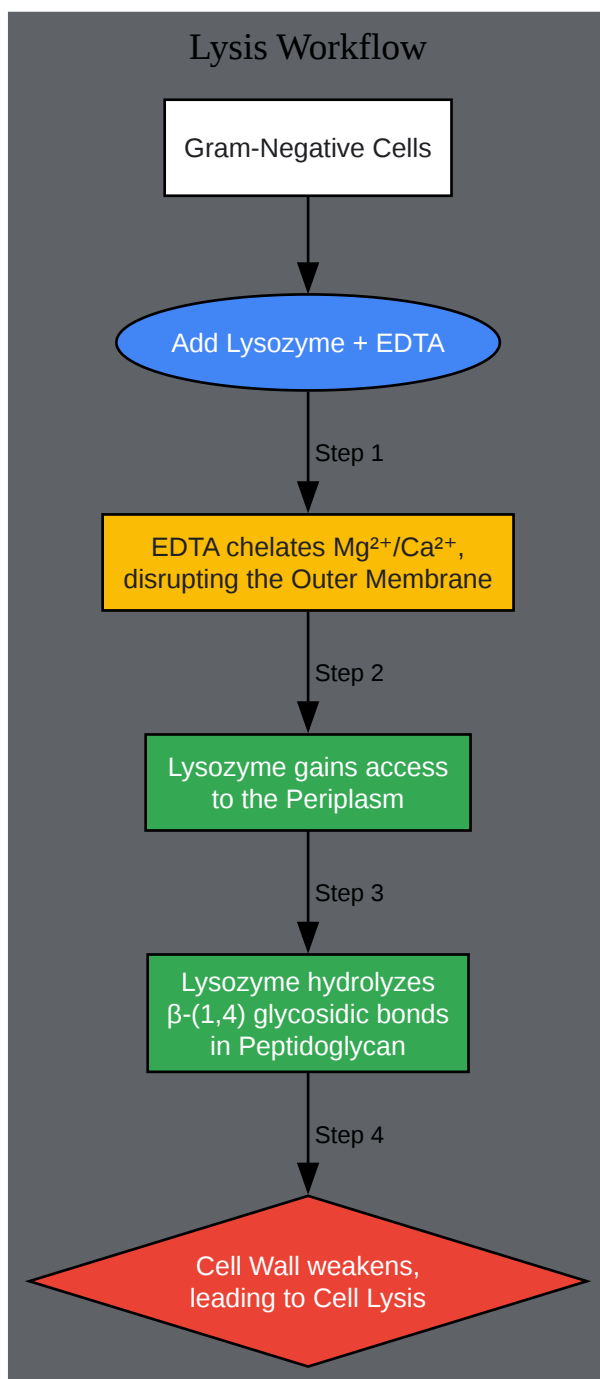 Lysis Workflow
Gram-Negative Cells
Add Lysozyme + EDTA
Step 1
EDTA chelates Mg²⁺/Ca²⁺,
disrupting the Outer Membrane
Step 2
Lysozyme gains access
to the Periplasm
Step 3
Lysozyme hydrolyzes
β-(1,4) glycosidic bonds
in Peptidoglycan
Step 4
Cell Wall weakens,
leading to Cell Lysis